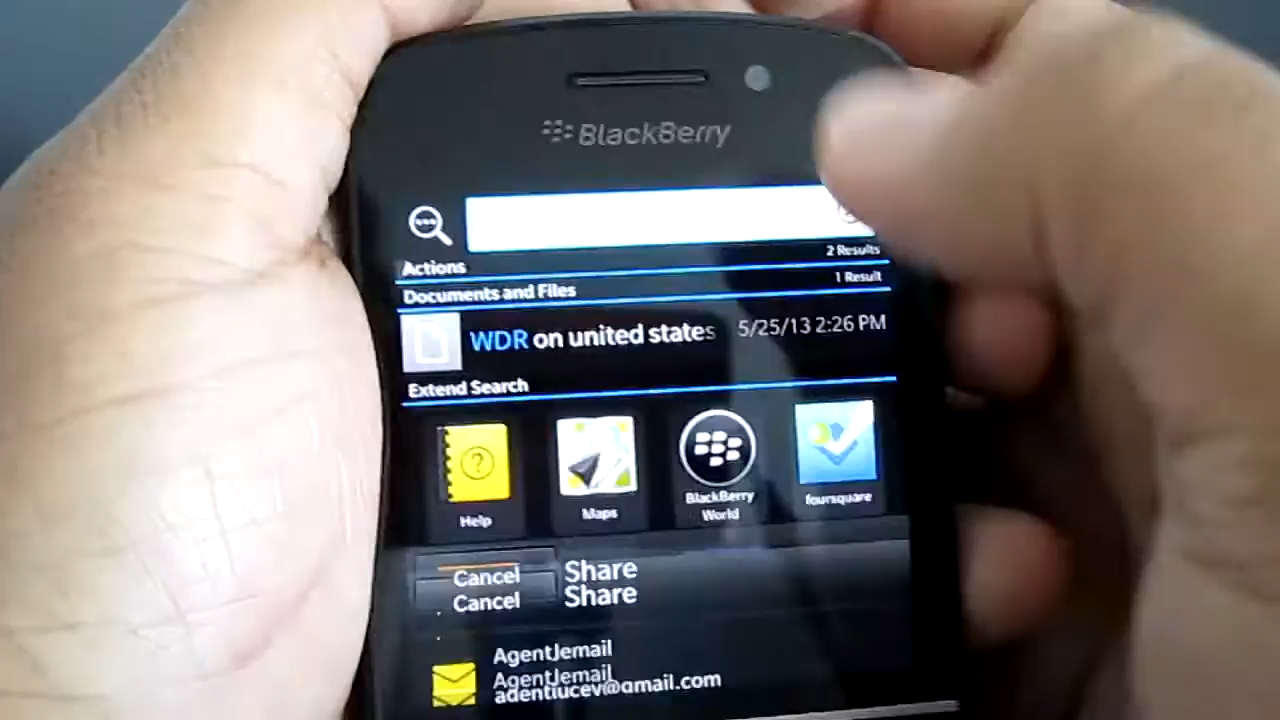 BlackBerry
2 Results
Actions
1 Result
Documents and Files
WDR on united states
5/25/13 2:26 PM
Extend Search
Help
Maps
BlackBerry
World
foursquare
Cancel
Share
Cancel
Share
AgentJemail
AgentJemail